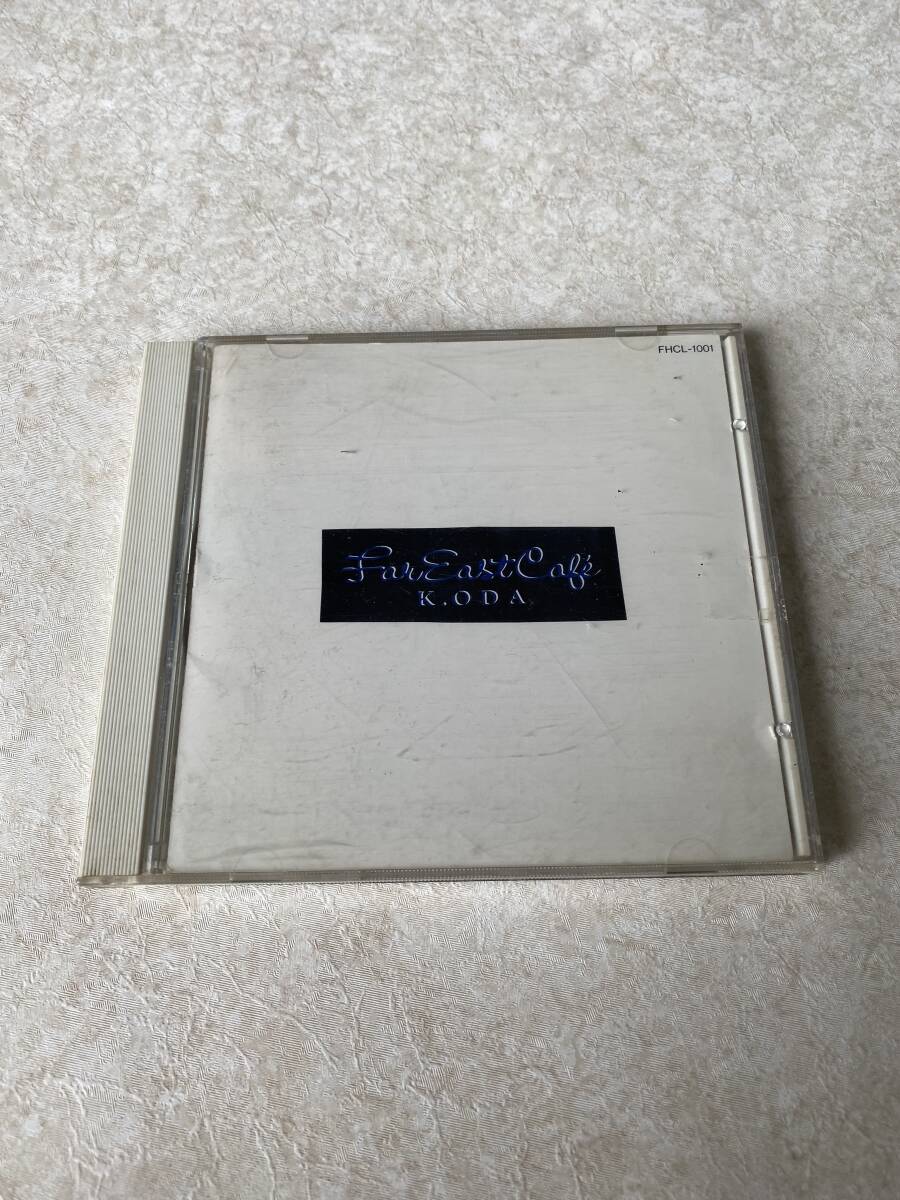 FHCL-1001
Far East Café
K.ODA